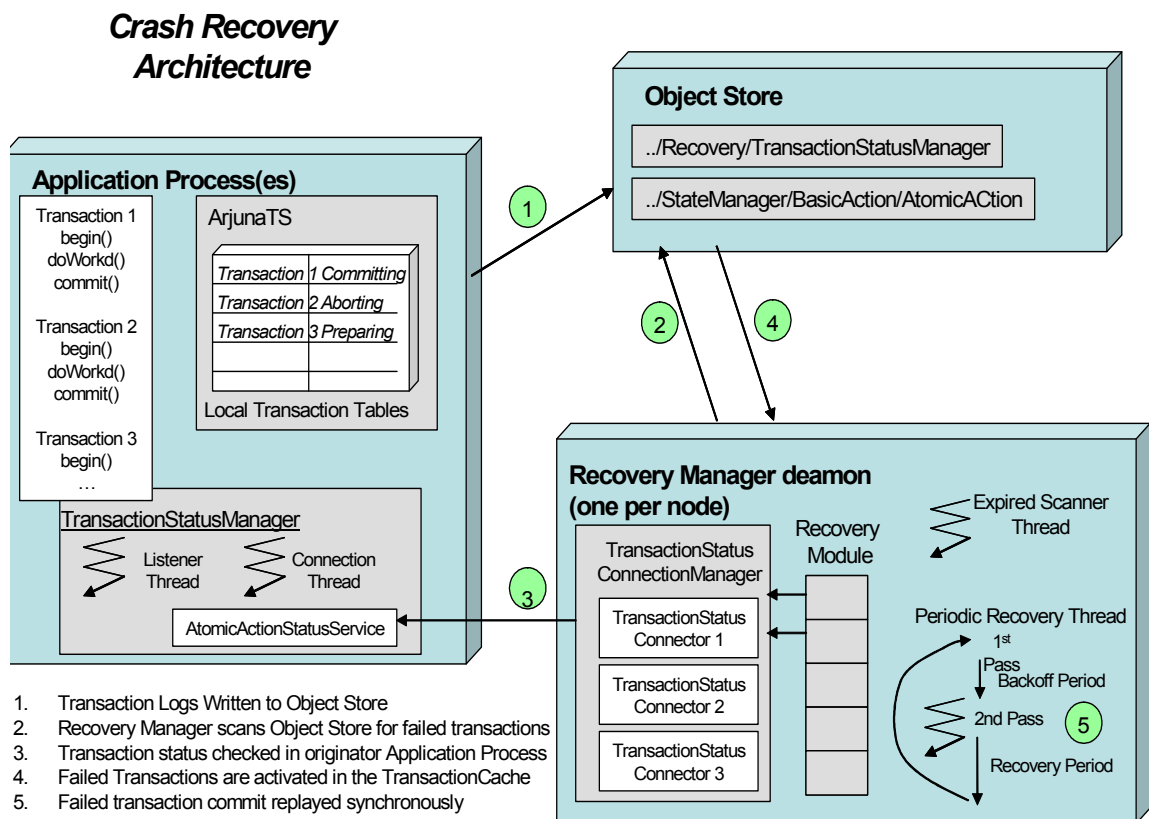 Crash Recovery
Architecture
Object Store
../Recovery/TransactionStatusManager
../StateManager/BasicAction/AtomicACtion
Application Process(es)
Transaction 1
begin()
doWorkd()
commit()
Transaction 2
begin()
doWorkd()
commit()
Transaction 3
begin()
…
ArjunaTS
Transaction 1 Committing
Transaction 2 Aborting
Transaction 3 Preparing
Local Transaction Tables
TransactionStatusManager
Listener
Thread
Connection
Thread
AtomicActionStatusService
1
2
4
3
Recovery Manager deamon
(one per node)
TransactionStatus
ConnectionManager
TransactionStatus
Connector 1
TransactionStatus
Connector 2
TransactionStatus
Connector 3
Recovery
Module
Expired Scanner
Thread
Periodic Recovery Thread
1st
Pass
Backoff Period
2nd Pass
5
Recovery Period
1. Transaction Logs Written to Object Store
2. Recovery Manager scans Object Store for failed transactions
3. Transaction status checked in originator Application Process
4. Failed Transactions are activated in the TransactionCache
5. Failed transaction commit replayed synchronously